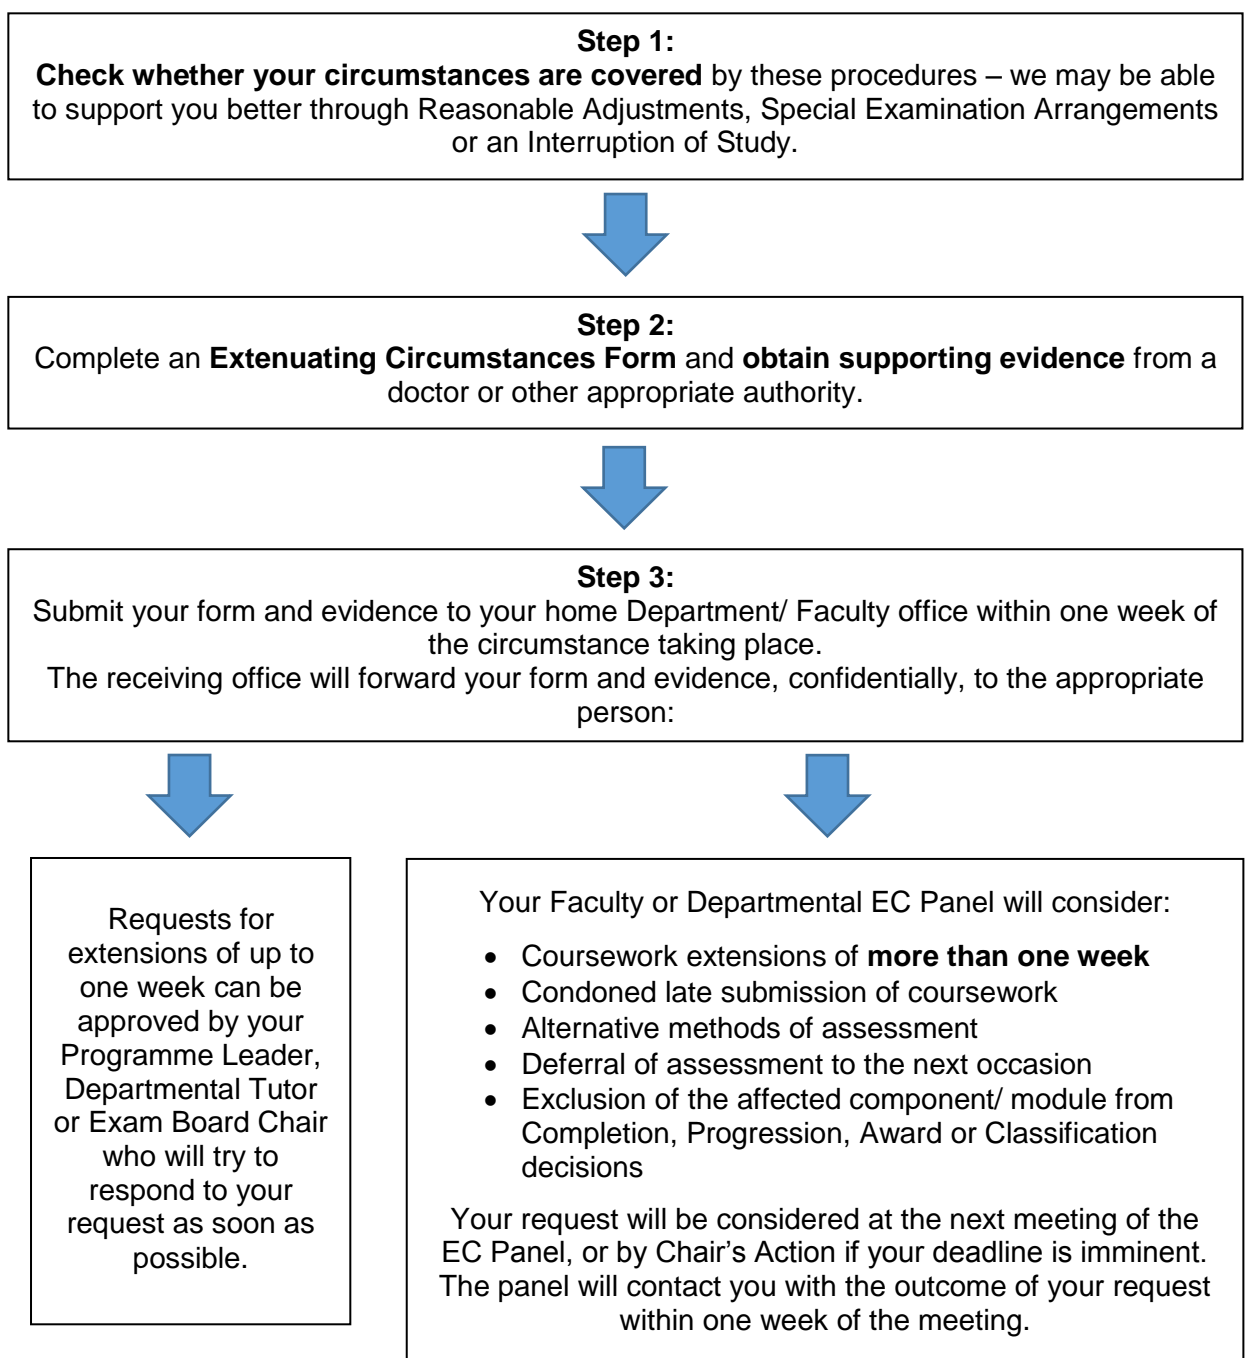 Step 1:
Check whether your circumstances are covered by these procedures – we may be able
to support you better through Reasonable Adjustments, Special Examination Arrangements
or an Interruption of Study.
Step 2:
Complete an Extenuating Circumstances Form and obtain supporting evidence from a
doctor or other appropriate authority.
Step 3:
Submit your form and evidence to your home Department/ Faculty office within one week of
the circumstance taking place.
The receiving office will forward your form and evidence, confidentially, to the appropriate
person:
Requests for
extensions of up to
one week can be
approved by your
Programme Leader,
Departmental Tutor
or Exam Board Chair
who will try to
respond to your
request as soon as
possible.
Your Faculty or Departmental EC Panel will consider:
• Coursework extensions of more than one week
• Condoned late submission of coursework
• Alternative methods of assessment
• Deferral of assessment to the next occasion
• Exclusion of the affected component/ module from
Completion, Progression, Award or Classification
decisions
Your request will be considered at the next meeting of the
EC Panel, or by Chair's Action if your deadline is imminent.
The panel will contact you with the outcome of your request
within one week of the meeting.